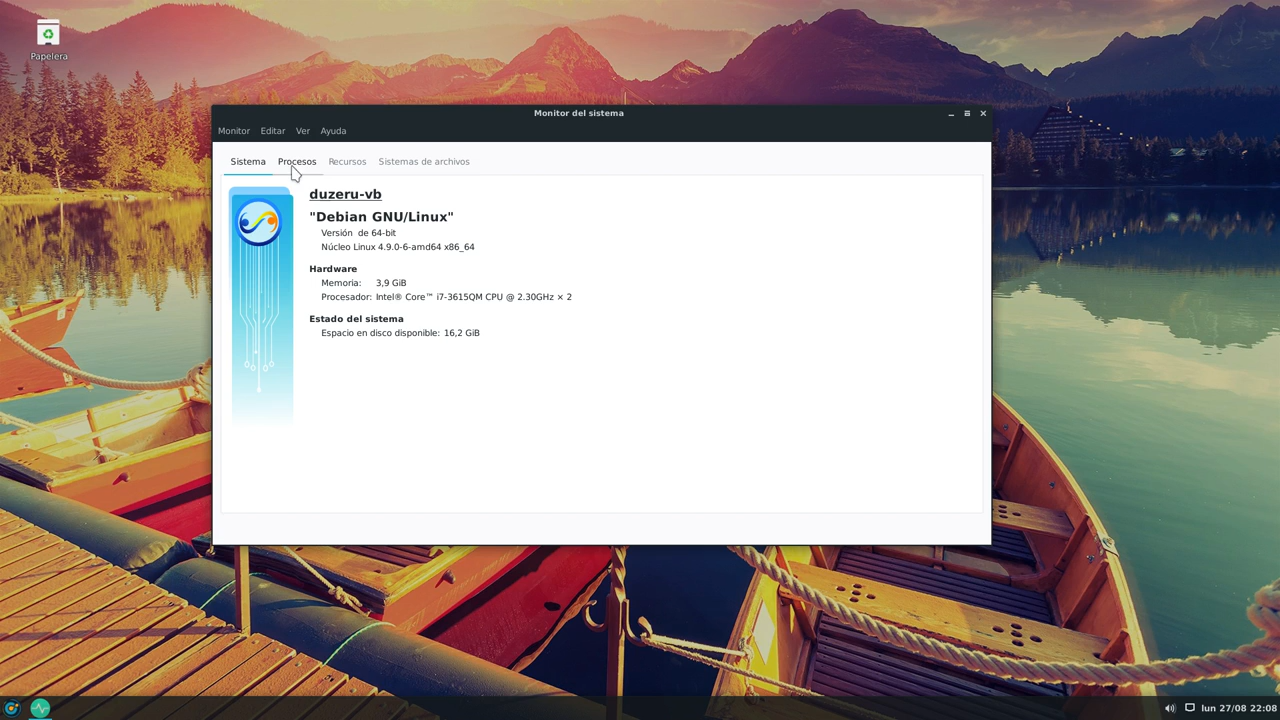 Papelera
Monitor del sistema
Monitor Editar Ver Ayuda
Sistema Procesos Recursos Sistemas de archivos
duzeru-vb
"Debian GNU/Linux"
Versión de 64-bit
Núcleo Linux 4.9.0-6-amd64 x86_64
Hardware
Memoria: 3,9 GiB
Procesador: Intel® Core™ i7-3615QM CPU @ 2.30GHz × 2
Estado del sistema
Espacio en disco disponible: 16,2 GiB
lun 27/08 22:08